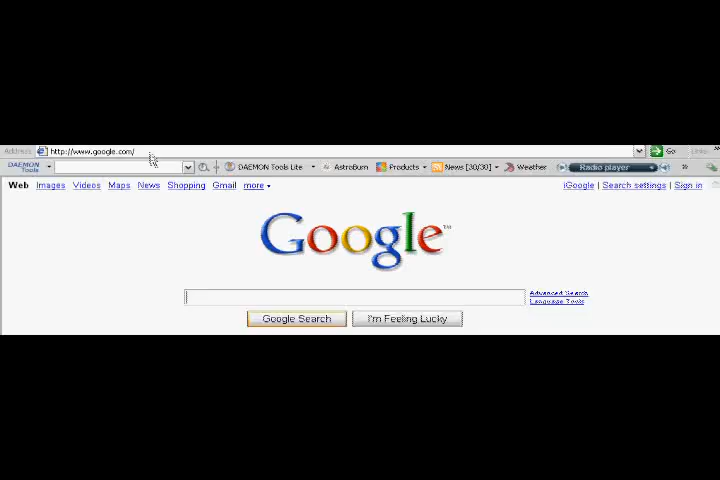 Address http://www.google.com/ Go Links
DAEMON Tools DAEMON Tools Lite AstroBurn Products News [30/30] Weather Radio player
Web Images Videos Maps News Shopping Gmail more iGoogle | Search settings | Sign in
Google™
Advanced Search
Language Tools
Google Search I'm Feeling Lucky